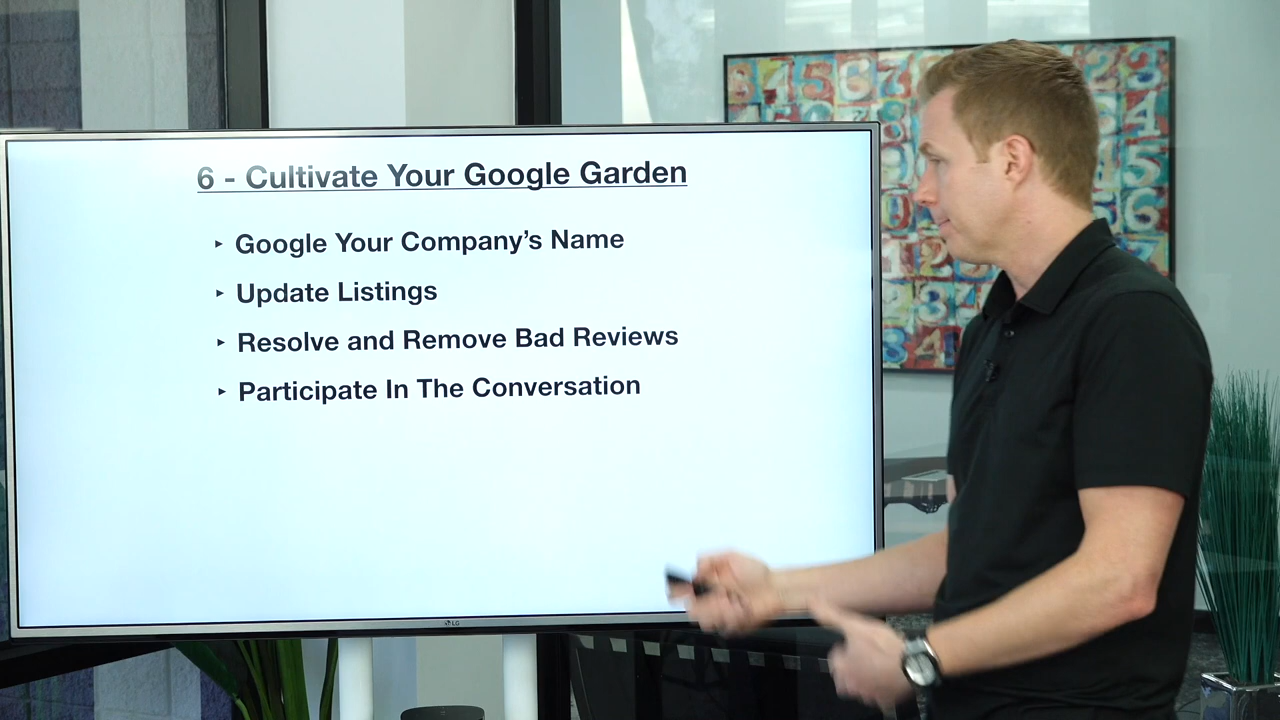 6 - Cultivate Your Google Garden
‣ Google Your Company's Name
‣ Update Listings
‣ Resolve and Remove Bad Reviews
‣ Participate In The Conversation
LG